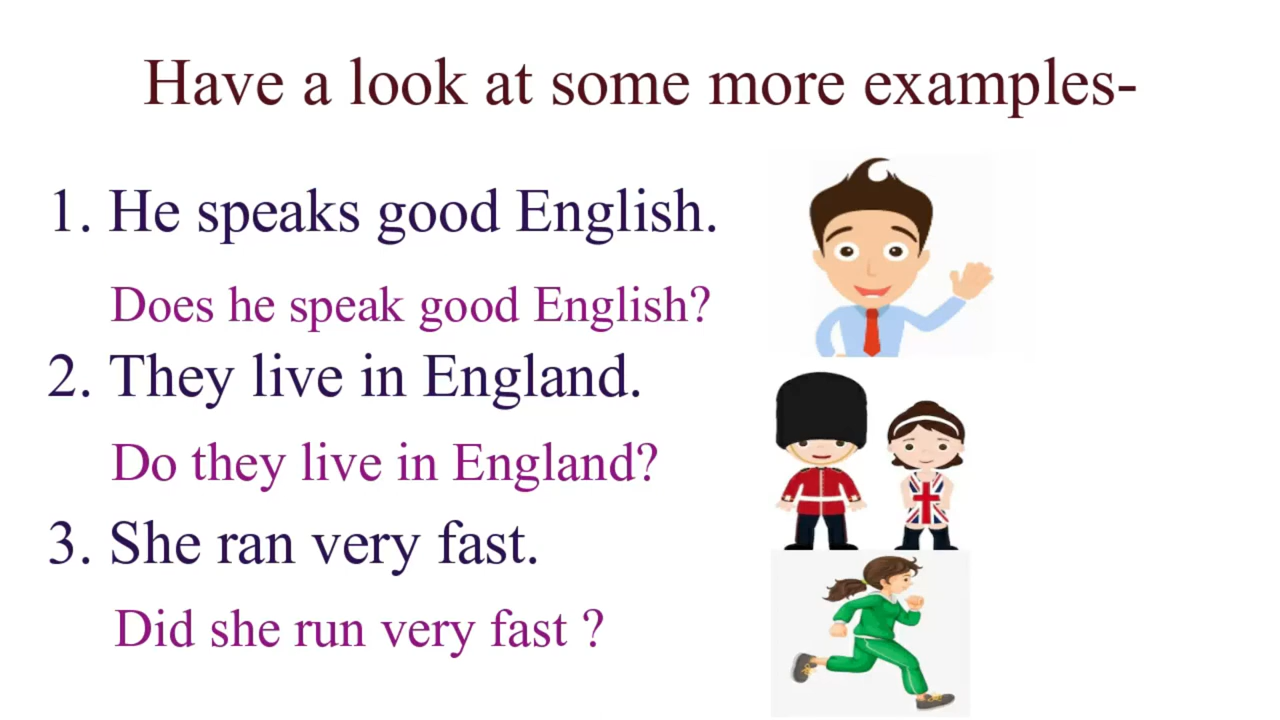 Have a look at some more examples-
1. He speaks good English.
Does he speak good English?
2. They live in England.
Do they live in England?
3. She ran very fast.
Did she run very fast ?